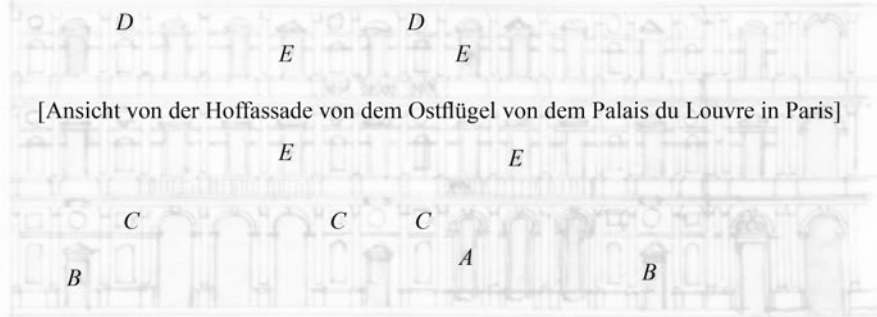 D D
E E
[Ansicht von der Hoffassade von dem Ostflügel von dem Palais du Louvre in Paris]
E E
C C C
A
B B